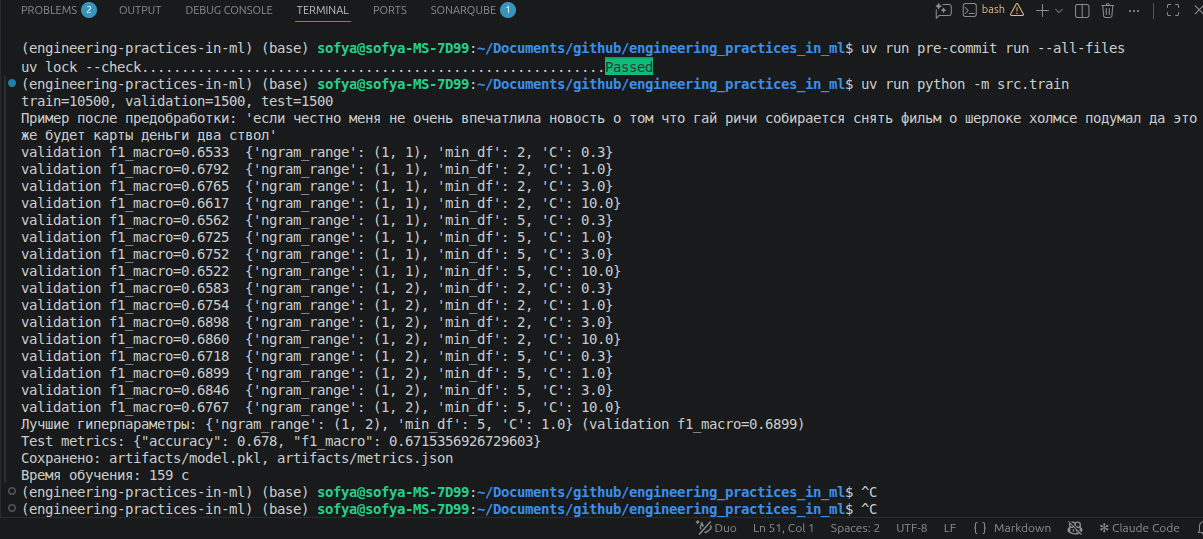 PROBLEMS 2 OUTPUT DEBUG CONSOLE TERMINAL PORTS SONARQUBE 1 bash
(engineering-practices-in-ml) (base) sofya@sofya-MS-7D99:~/Documents/github/engineering_practices_in_ml$ uv run pre-commit run --all-files
uv lock --check..........................................................Passed
(engineering-practices-in-ml) (base) sofya@sofya-MS-7D99:~/Documents/github/engineering_practices_in_ml$ uv run python -m src.train
train=10500, validation=1500, test=1500
Пример после предобработки: 'если честно меня не очень впечатлила новость о том что гай ричи собирается снять фильм о шерлоке холмсе подумал да это
же будет карты деньги два ствол'
validation f1_macro=0.6533  {'ngram_range': (1, 1), 'min_df': 2, 'C': 0.3}
validation f1_macro=0.6792  {'ngram_range': (1, 1), 'min_df': 2, 'C': 1.0}
validation f1_macro=0.6765  {'ngram_range': (1, 1), 'min_df': 2, 'C': 3.0}
validation f1_macro=0.6617  {'ngram_range': (1, 1), 'min_df': 2, 'C': 10.0}
validation f1_macro=0.6562  {'ngram_range': (1, 1), 'min_df': 5, 'C': 0.3}
validation f1_macro=0.6725  {'ngram_range': (1, 1), 'min_df': 5, 'C': 1.0}
validation f1_macro=0.6752  {'ngram_range': (1, 1), 'min_df': 5, 'C': 3.0}
validation f1_macro=0.6522  {'ngram_range': (1, 1), 'min_df': 5, 'C': 10.0}
validation f1_macro=0.6583  {'ngram_range': (1, 2), 'min_df': 2, 'C': 0.3}
validation f1_macro=0.6754  {'ngram_range': (1, 2), 'min_df': 2, 'C': 1.0}
validation f1_macro=0.6898  {'ngram_range': (1, 2), 'min_df': 2, 'C': 3.0}
validation f1_macro=0.6860  {'ngram_range': (1, 2), 'min_df': 2, 'C': 10.0}
validation f1_macro=0.6718  {'ngram_range': (1, 2), 'min_df': 5, 'C': 0.3}
validation f1_macro=0.6899  {'ngram_range': (1, 2), 'min_df': 5, 'C': 1.0}
validation f1_macro=0.6846  {'ngram_range': (1, 2), 'min_df': 5, 'C': 3.0}
validation f1_macro=0.6767  {'ngram_range': (1, 2), 'min_df': 5, 'C': 10.0}
Лучшие гиперпараметры: {'ngram_range': (1, 2), 'min_df': 5, 'C': 1.0} (validation f1_macro=0.6899)
Test metrics: {"accuracy": 0.678, "f1_macro": 0.6715356926729603}
Сохранено: artifacts/model.pkl, artifacts/metrics.json
Время обучения: 159 с
(engineering-practices-in-ml) (base) sofya@sofya-MS-7D99:~/Documents/github/engineering_practices_in_ml$ ^C
(engineering-practices-in-ml) (base) sofya@sofya-MS-7D99:~/Documents/github/engineering_practices_in_ml$ ^C
Duo Ln 51, Col 1 Spaces: 2 UTF-8 LF { } Markdown Claude Code